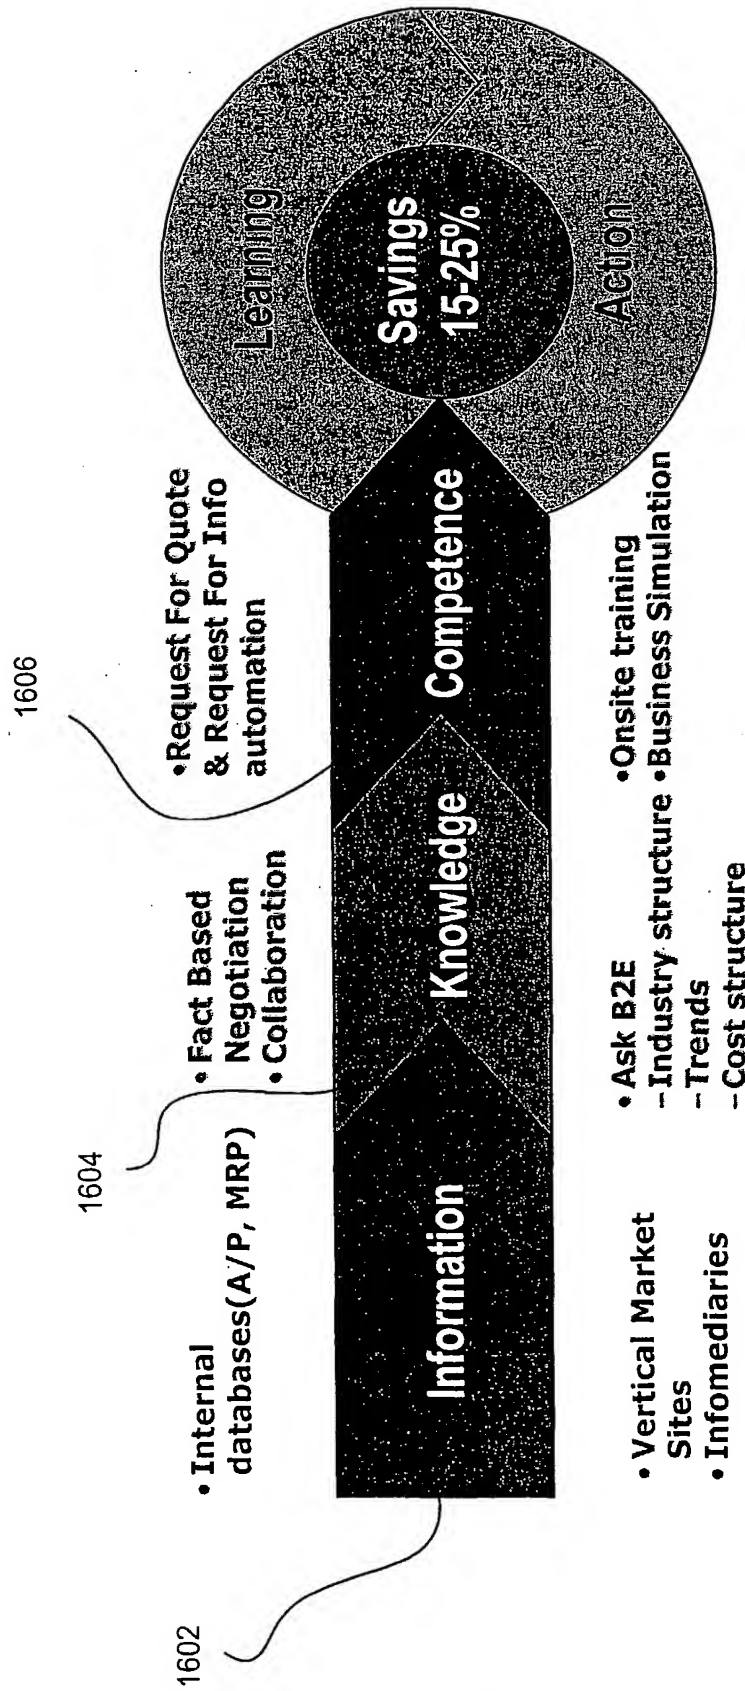 1602
1604
1606
• Internal
databases(A/P, MRP)
• Fact Based
Negotiation
• Collaboration
•Request For Quote
& Request For Info
automation
Information
Knowledge
Competence
Learning
Savings
15-25%
Action
• Vertical Market
Sites
• Infomediaries
• Ask B2E
– Industry structure
– Trends
– Cost structure
•Onsite training
•Business Simulation